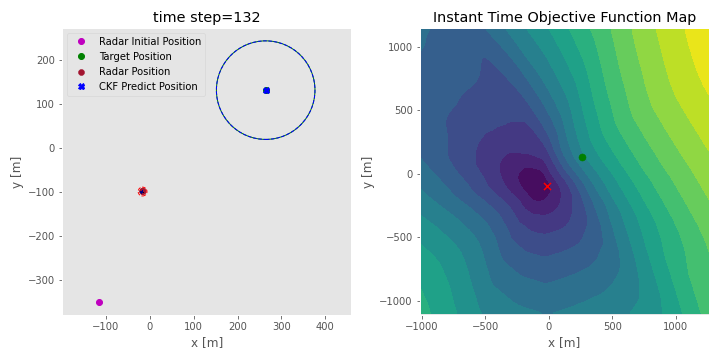 time step=132
Radar Initial Position
Target Position
Radar Position
CKF Predict Position
200
100
0
−100
−200
−300
y [m]
−100
0
100
200
300
400
x [m]
Instant Time Objective Function Map
1000
500
0
−500
−1000
y [m]
−1000
−500
0
500
1000
x [m]